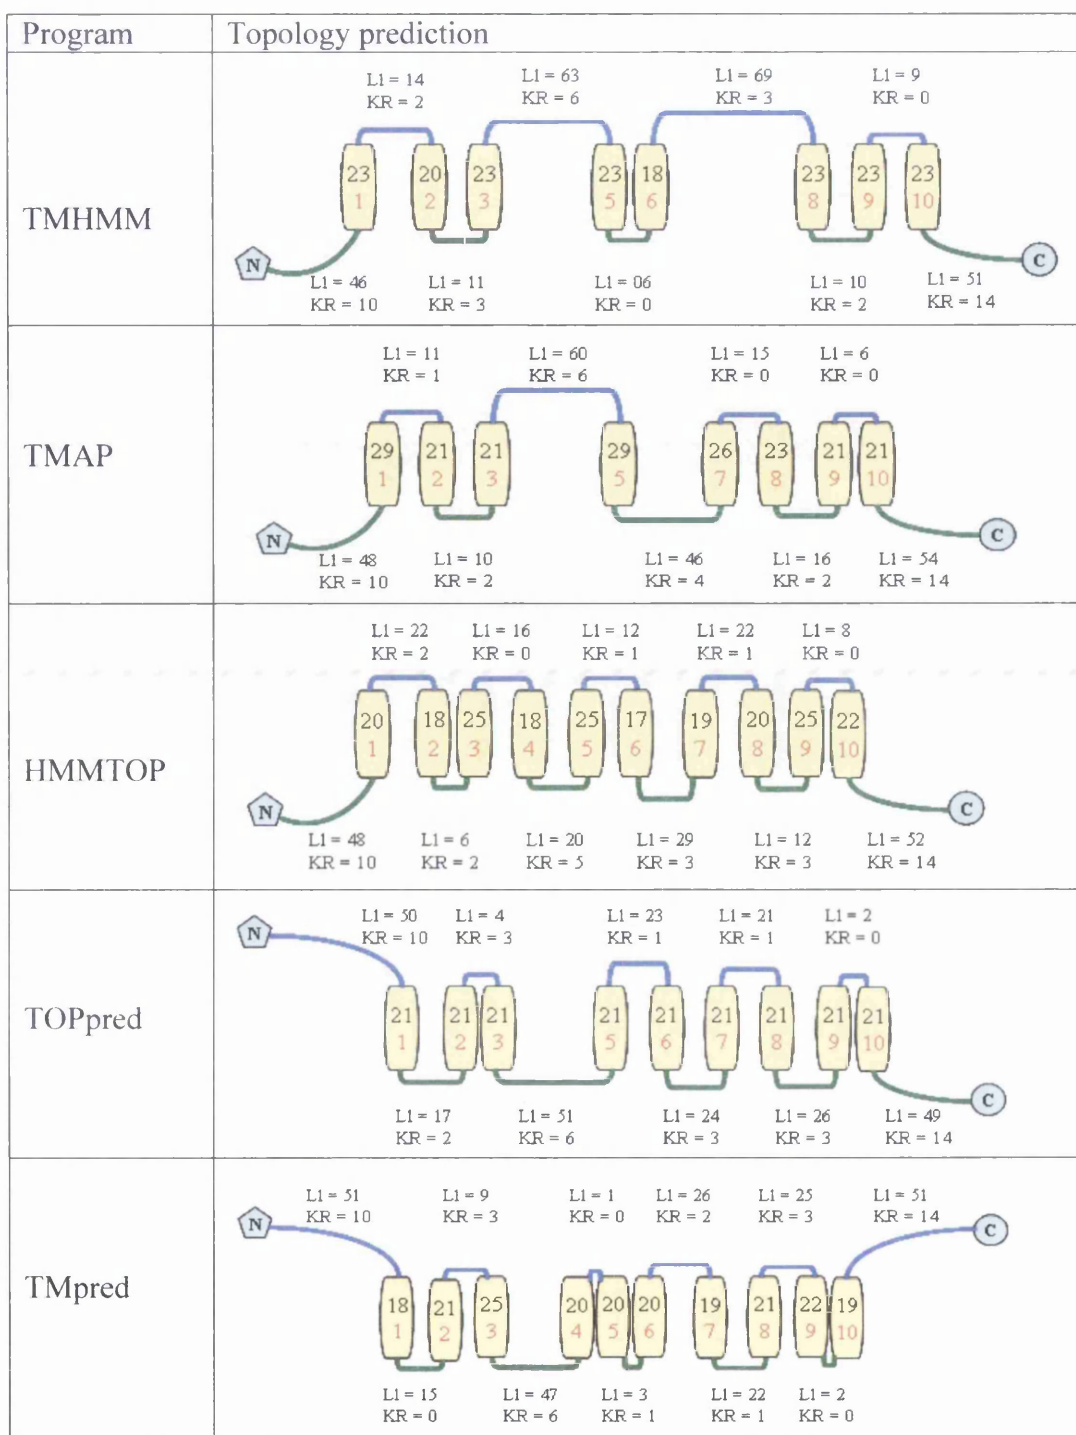 Program Topology prediction
TMHMM
L1 = 14 L1 = 63 L1 = 69 L1 = 9
KR = 2 KR = 6 KR = 3 KR = 0
23 20 23 23 18 23 23 23
1 2 3 5 6 8 9 10
N C
L1 = 46 L1 = 11 L1 = 06 L1 = 10 L1 = 51
KR = 10 KR = 3 KR = 0 KR = 2 KR = 14
TMAP
L1 = 11 L1 = 60 L1 = 15 L1 = 6
KR = 1 KR = 6 KR = 0 KR = 0
29 21 21 29 26 23 21 21
1 2 3 5 7 8 9 10
N C
L1 = 48 L1 = 10 L1 = 46 L1 = 16 L1 = 54
KR = 10 KR = 2 KR = 4 KR = 2 KR = 14
HMMTOP
L1 = 22 L1 = 16 L1 = 12 L1 = 22 L1 = 8
KR = 2 KR = 0 KR = 1 KR = 1 KR = 0
20 18 25 18 25 17 19 20 25 22
1 2 3 4 5 6 7 8 9 10
N C
L1 = 48 L1 = 6 L1 = 20 L1 = 29 L1 = 12 L1 = 52
KR = 10 KR = 2 KR = 5 KR = 3 KR = 3 KR = 14
TOPpred
L1 = 50 L1 = 4 L1 = 23 L1 = 21 L1 = 2
KR = 10 KR = 3 KR = 1 KR = 1 KR = 0
N
21 21 21 21 21 21 21 21 21
1 2 3 5 6 7 8 9 10
C
L1 = 17 L1 = 51 L1 = 24 L1 = 26 L1 = 49
KR = 2 KR = 6 KR = 3 KR = 3 KR = 14
TMpred
L1 = 51 L1 = 9 L1 = 1 L1 = 26 L1 = 25 L1 = 51
KR = 10 KR = 3 KR = 0 KR = 2 KR = 3 KR = 14
N C
18 21 25 20 20 20 19 21 22 19
1 2 3 4 5 6 7 8 9 10
L1 = 15 L1 = 47 L1 = 3 L1 = 22 L1 = 2
KR = 0 KR = 6 KR = 1 KR = 1 KR = 0